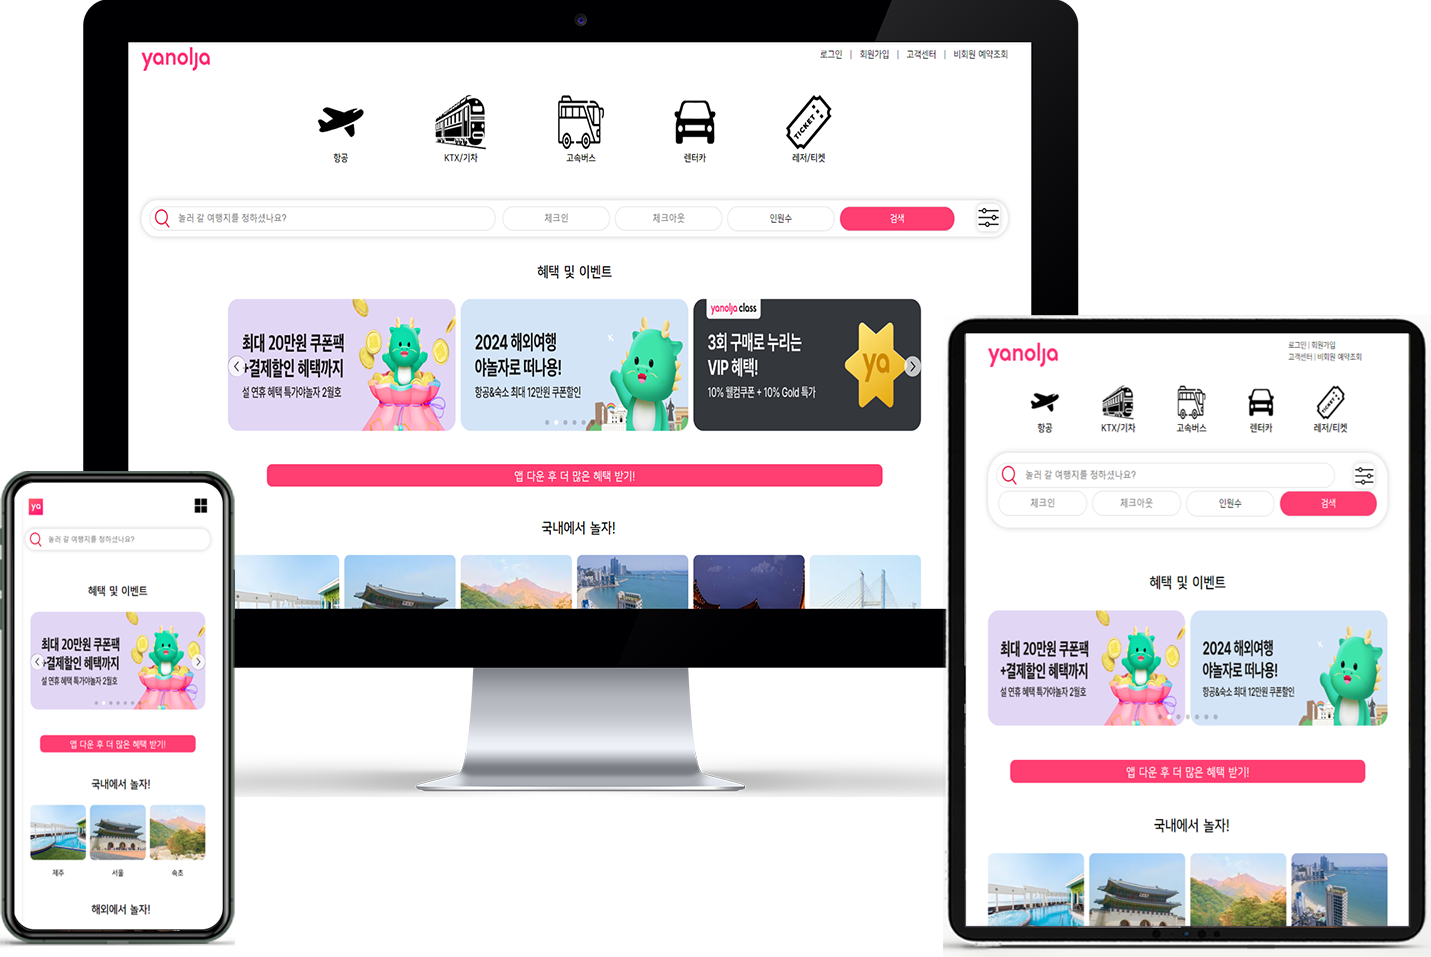 yanolja
로그인 | 회원가입 | 고객센터 | 비회원 예약조회
항공
KTX/기차
고속버스
렌터카
TICKET
레저/티켓
놀러 갈 여행지를 정하셨나요?
체크인
체크아웃
인원수
검색
혜택 및 이벤트
최대 20만원 쿠폰팩
+결제할인 혜택까지
설 연휴 혜택 특가야놀자 2월호
2024 해외여행
야놀자로 떠나용!
항공&숙소 최대 12만원 쿠폰할인
yanolja class
3회 구매로 누리는
VIP 혜택!
10% 웰컴쿠폰 + 10% Gold 특가
ya
앱 다운 후 더 많은 혜택 받기!
국내에서 놀자!
ya
놀러 갈 여행지를 정하셨나요?
혜택 및 이벤트
최대 20만원 쿠폰팩
+결제할인 혜택까지
설 연휴 혜택 특가야놀자 2월호
앱 다운 후 더 많은 혜택 받기!
국내에서 놀자!
제주
서울
속초
해외에서 놀자!
yanolja
로그인 | 회원가입
고객센터 | 비회원 예약조회
항공
KTX/기차
고속버스
렌터카
TICKET
레저/티켓
놀러 갈 여행지를 정하셨나요?
체크인
체크아웃
인원수
검색
혜택 및 이벤트
최대 20만원 쿠폰팩
+결제할인 혜택까지
설 연휴 혜택 특가야놀자 2월호
2024 해외여행
야놀자로 떠나용!
항공&숙소 최대 12만원 쿠폰할인
앱 다운 후 더 많은 혜택 받기!
국내에서 놀자!